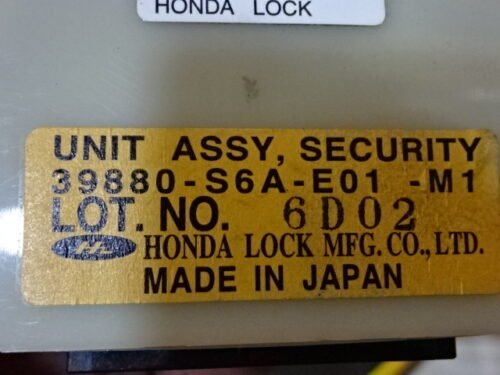 HONDA LOCK
UNIT ASSY, SECURITY
39880-S6A-E01 -M1
LOT. NO. 6D02
HONDA LOCK MFG. CO., LTD.
MADE IN JAPAN